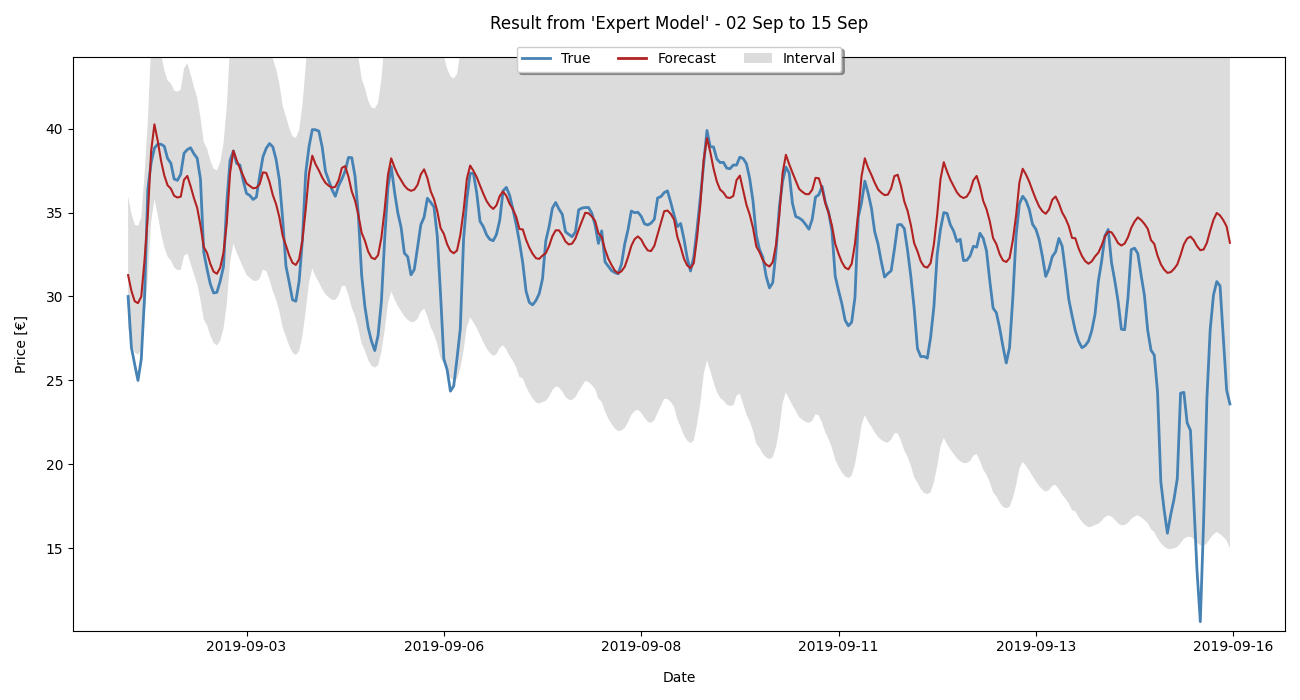 Result from 'Expert Model' - 02 Sep to 15 Sep
True Forecast Interval
Price [€]
40
35
30
25
20
15
2019-09-03 2019-09-06 2019-09-08 2019-09-11 2019-09-13 2019-09-16
Date